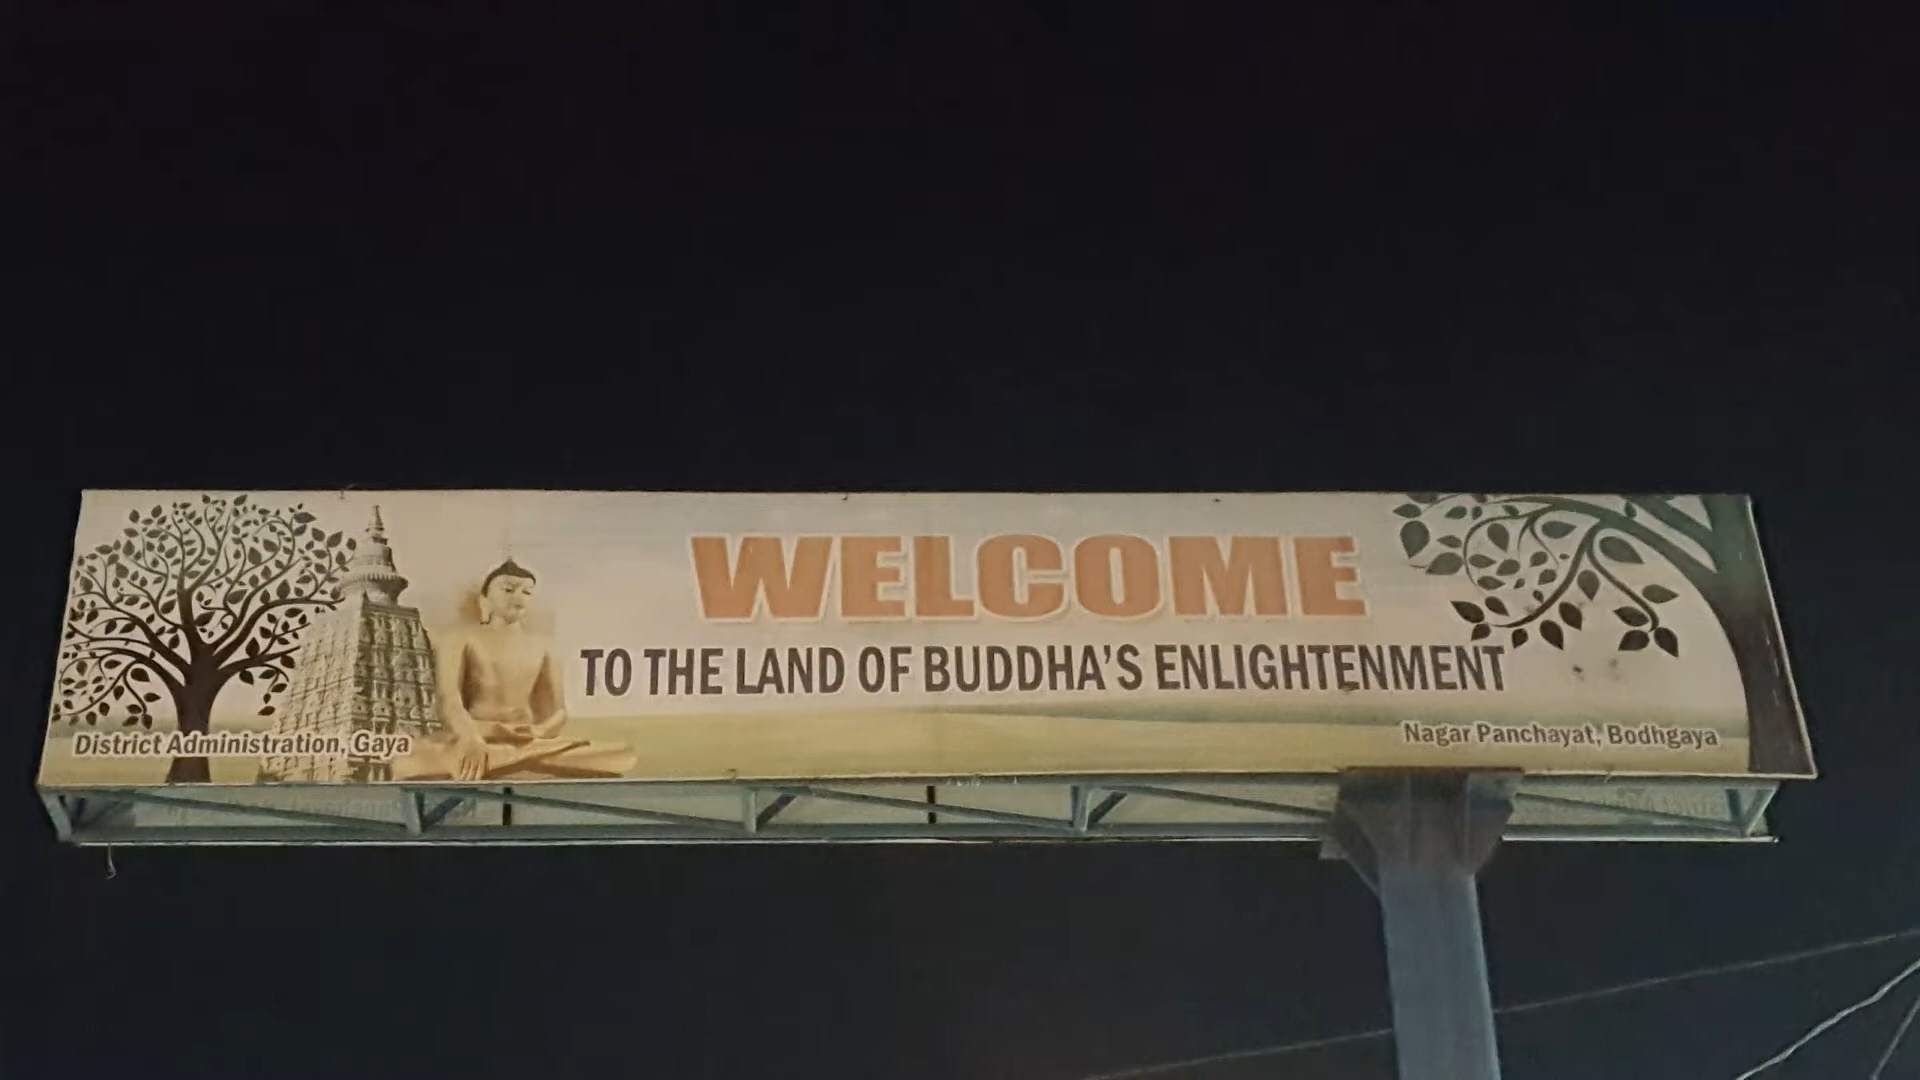 WELCOME
TO THE LAND OF BUDDHA'S ENLIGHTENMENT
District Administration, Gaya
Nagar Panchayat, Bodhgaya